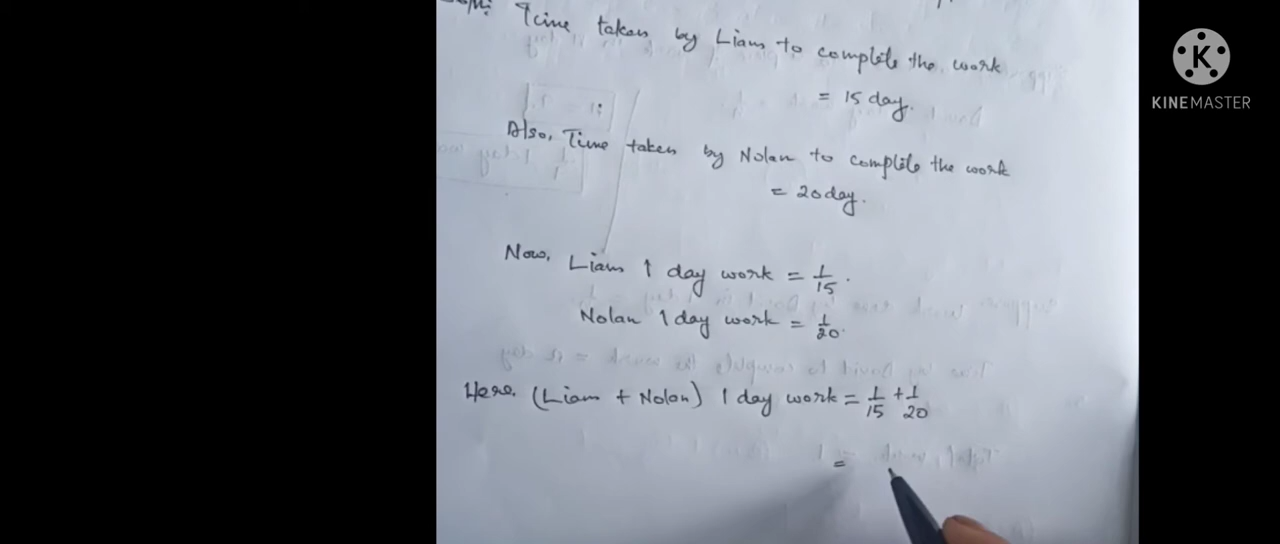 Time taken by Liam to complete the work
= 15 day.
Also, Time taken by Nolan to complete the work
= 20 day.
Now, Liam 1 day work = 1/15.
Nolan 1 day work = 1/20.
Here, (Liam + Nolan) 1 day work = 1/15 + 1/20
=
K
KINEMASTER